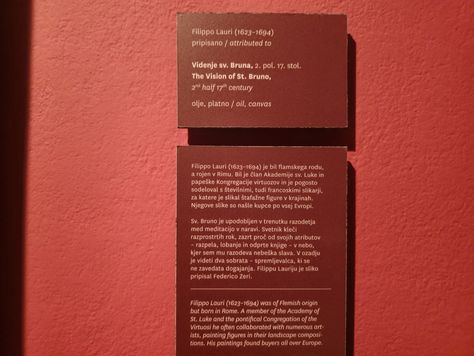 Filippo Lauri (1623–1694)
pripisano / attributed to
Videnje sv. Bruna, 2. pol. 17. stol.
The Vision of St. Bruno,
2nd half 17th century
olje, platno / oil, canvas
Filippo Lauri (1623–1694) je bil flamskega rodu,
a rojen v Rimu. Bil je član Akademije sv. Luke in
papeške Kongregacije virtuozov in je pogosto
sodeloval s številnimi, tudi francoskimi slikarji,
za katere je slikal štafažne figure v krajinah.
Njegove slike so našle kupce po vsej Evropi.
Sv. Bruno je upodobljen v trenutku razodetja
med meditacijo v naravi. Svetnik kleči
razprostrtih rok, zazrt proč od svojih atributov
– razpela, lobanje in odprte knjige – v nebo,
kjer sem mu razodeva nebeška slava. V ozadju
je videti dva sobrata – spremljevalca, ki se
ne zavedata dogajanja. Filippu Lauriju je sliko
pripisal Federico Zeri.
Filippo Lauri (1623–1694) was of Flemish origin
but born in Rome. A member of the Academy of
St. Luke and the pontifical Congregation of the
Virtuosi he often collaborated with numerous art-
ists, painting figures in their landscape composi-
tions. His paintings found buyers all over Europe.